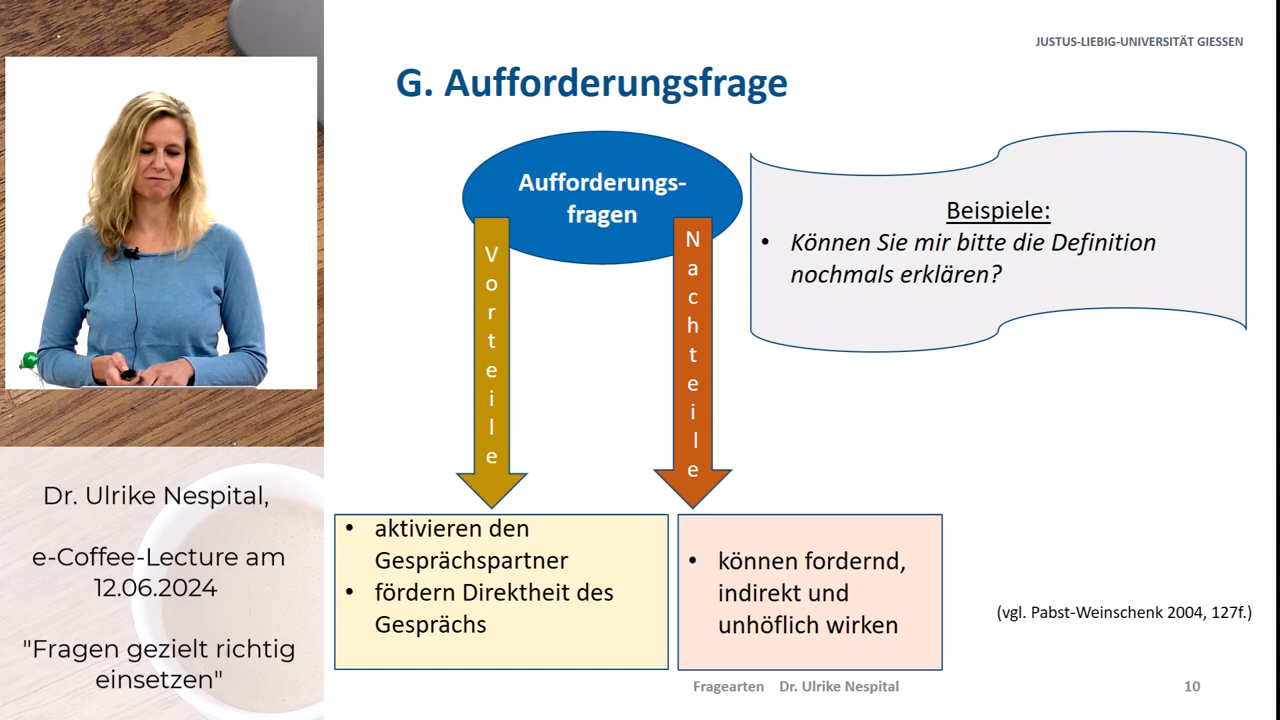 JUSTUS-LIEBIG-UNIVERSITÄT GIESSEN
G. Aufforderungsfrage
Aufforderungs-
fragen
Vorteile
Nachteile
Beispiele:
• Können Sie mir bitte die Definition
nochmals erklären?
• aktivieren den
Gesprächspartner
• fördern Direktheit des
Gesprächs
• können fordernd,
indirekt und
unhöflich wirken
(vgl. Pabst-Weinschenk 2004, 127f.)
Fragearten Dr. Ulrike Nespital
10
Dr. Ulrike Nespital,
e-Coffee-Lecture am
12.06.2024
"Fragen gezielt richtig
einsetzen"